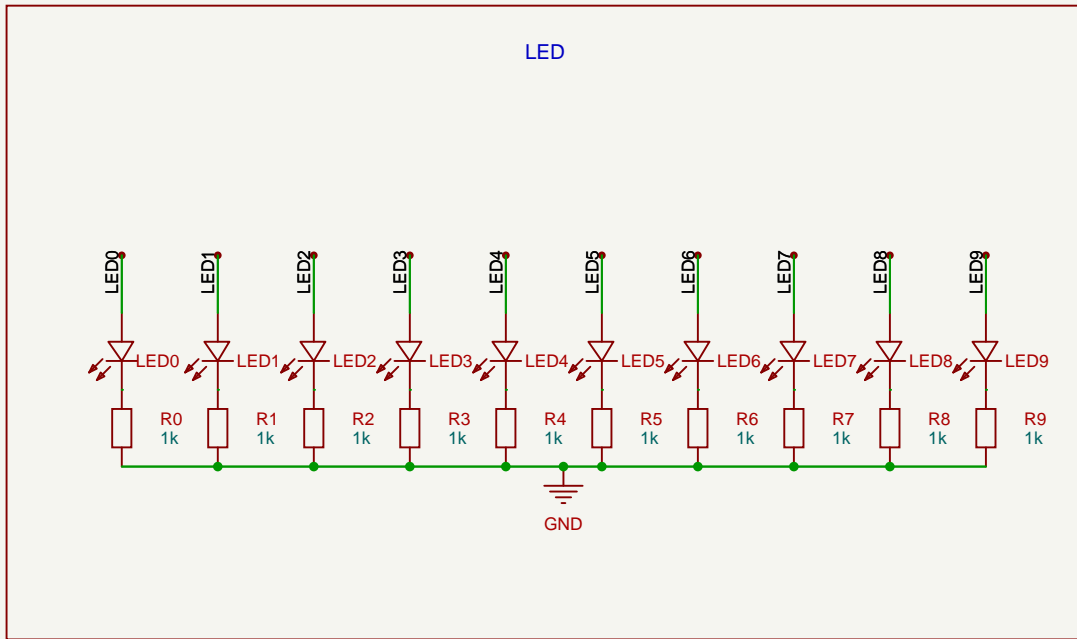 LED
LED0 LED1 LED2 LED3 LED4 LED5 LED6 LED7 LED8 LED9
LED0 LED1 LED2 LED3 LED4 LED5 LED6 LED7 LED8 LED9
R0 R1 R2 R3 R4 R5 R6 R7 R8 R9
1k 1k 1k 1k 1k 1k 1k 1k 1k 1k
GND